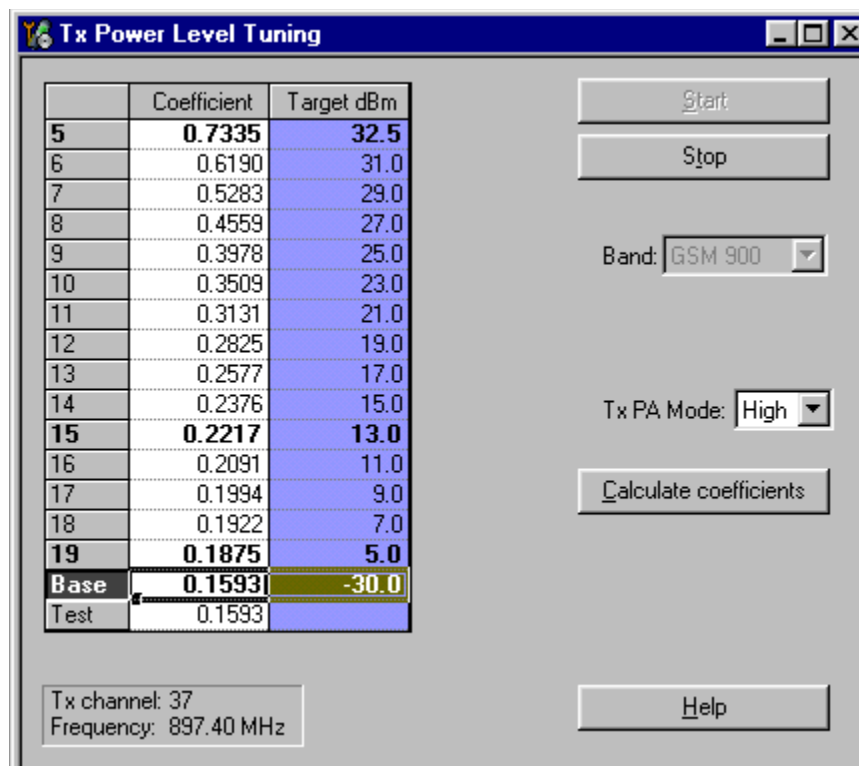 Tx Power Level Tuning
Coefficient Target dBm
5 0.7335 32.5
6 0.6190 31.0
7 0.5283 29.0
8 0.4559 27.0
9 0.3978 25.0
10 0.3509 23.0
11 0.3131 21.0
12 0.2825 19.0
13 0.2577 17.0
14 0.2376 15.0
15 0.2217 13.0
16 0.2091 11.0
17 0.1994 9.0
18 0.1922 7.0
19 0.1875 5.0
Base 0.1593 -30.0
Test 0.1593
Start
Stop
Band: GSM 900
Tx PA Mode: High
Calculate coefficients
Tx channel: 37
Frequency: 897.40 MHz
Help